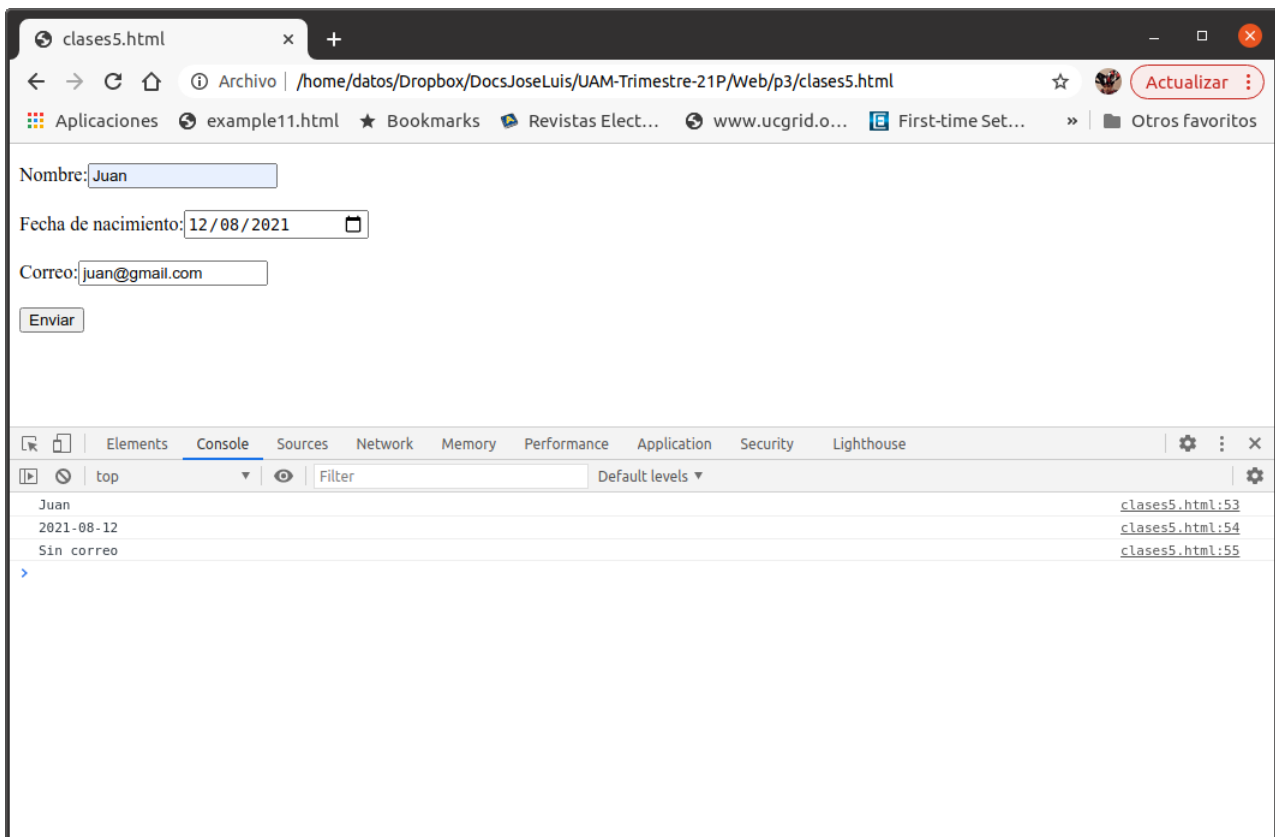 clases5.html
Archivo | /home/datos/Dropbox/DocsJoseLuis/UAM-Trimestre-21P/Web/p3/clases5.html Actualizar
Aplicaciones example11.html Bookmarks Revistas Elect... www.ucgrid.o... First-time Set... » Otros favoritos
Nombre: Juan
Fecha de nacimiento: 12/08/2021
Correo: juan@gmail.com
Enviar
Elements Console Sources Network Memory Performance Application Security Lighthouse
top Filter Default levels
Juan clases5.html:53
2021-08-12 clases5.html:54
Sin correo clases5.html:55